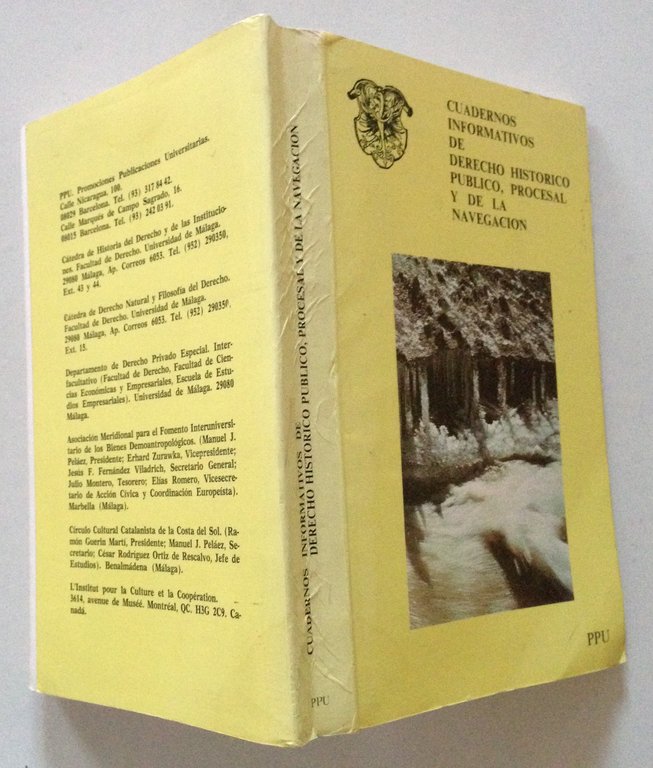 PPU. Promociones Publicaciones Universitarias.
Calle Nicaragua, 100.
08029 Barcelona. Tel. (93) 317 84 42.
Calle Marqués de Campo Sagrado, 16.
08015 Barcelona. Tel. (93) 242 03 91.
Cátedra de Historia del Derecho y de las Institucio-
nes. Facultad de Derecho. Universidad de Málaga.
29080 Málaga, Ap. Correos 6053. Tel. (952) 290350,
Ext. 43 y 44.
Cátedra de Derecho Natural y Filosofía del Derecho.
Facultad de Derecho. Universidad de Málaga.
29080 Málaga, Ap. Correos 6053. Tel. (952) 290350.
Ext. 15.
Departamento de Derecho Privado Especial. Inter-
facultativo (Facultad de Derecho, Facultad de Cien-
cias Económicas y Empresariales, Escuela de Estu-
dios Empresariales). Universidad de Málaga. 29080
Málaga.
Asociación Meridional para el Fomento Interuniversi-
tario de los Bienes Demoantropológicos. (Manuel J.
Peláez, Presidente; Erhard Zurawka, Vicepresidente;
Jesús F. Fernández Viladrich, Secretario General;
Julio Montero, Tesorero; Elías Romero, Vicesecre-
tario de Acción Cívica y Coordinación Europeísta).
Marbella (Málaga).
Círculo Cultural Catalanista de la Costa del Sol. (Ra-
món Guerin Martí, Presidente; Manuel J. Peláez, Se-
cretario; César Rodríguez Ortiz de Rescalvo, Jefe de
Estudios). Benalmádena (Málaga).
L'Institut pour la Culture et la Coopération.
3614, avenue de Museé. Montréal, QC. H3G 2C9. Ca-
nadá.
CUADERNOS INFORMATIVOS DE
DERECHO HISTORICO PUBLICO, PROCESAL Y DE LA NAVEGACION
PPU
CUADERNOS
INFORMATIVOS
DE
DERECHO HISTORICO
PUBLICO, PROCESAL
Y DE LA
NAVEGACION
PPU